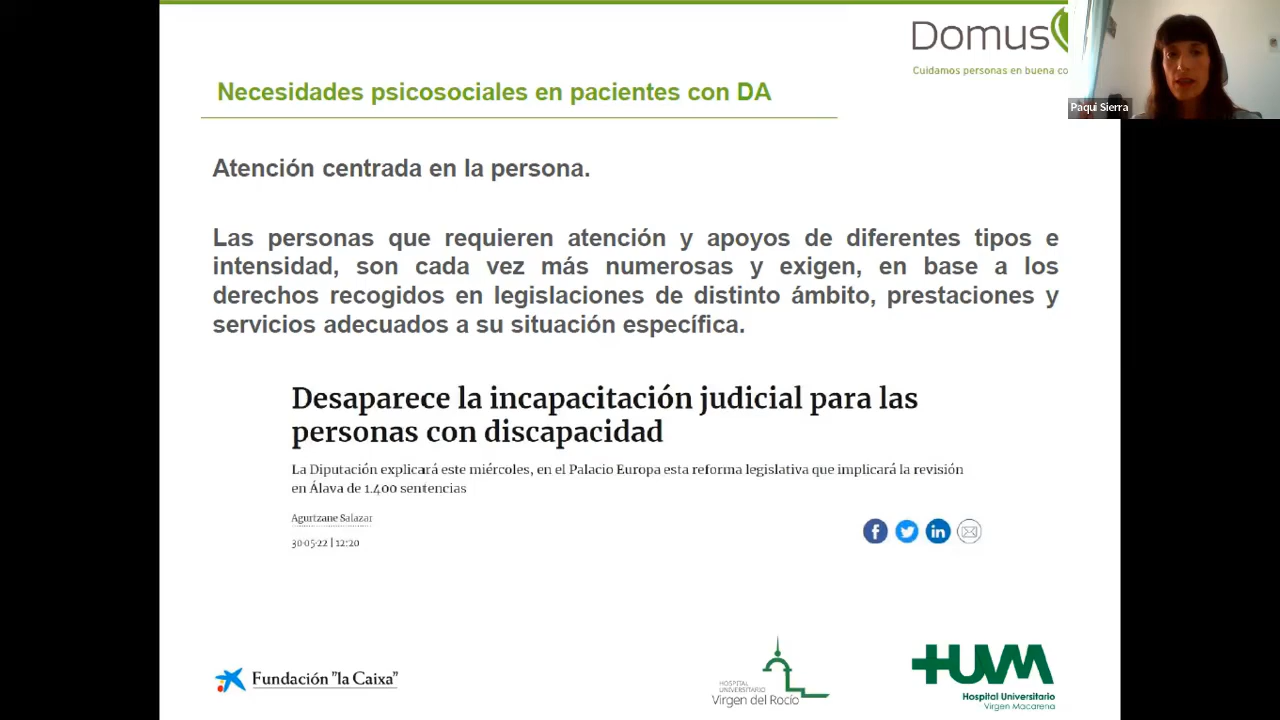 Domus
Cuidamos personas en buena co
Paqui Sierra
Necesidades psicosociales en pacientes con DA
Atención centrada en la persona.
Las personas que requieren atención y apoyos de diferentes tipos e
intensidad, son cada vez más numerosas y exigen, en base a los
derechos recogidos en legislaciones de distinto ámbito, prestaciones y
servicios adecuados a su situación específica.
Desaparece la incapacitación judicial para las
personas con discapacidad
La Diputación explicará este miércoles, en el Palacio Europa esta reforma legislativa que implicará la revisión
en Álava de 1.400 sentencias
Agurtzane Salazar
30·05·22 | 12:20
Fundación "la Caixa"
HOSPITAL
UNIVERSITARIO
Virgen del Rocío
HUVM
Hospital Universitario
Virgen Macarena